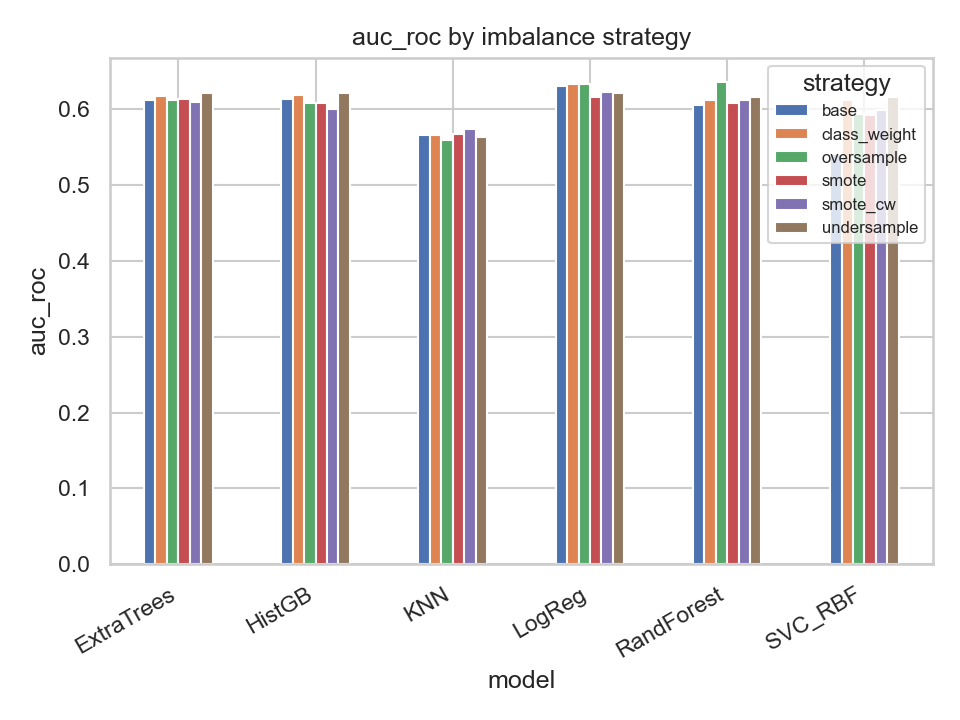 auc_roc by imbalance strategy
strategy
base
class_weight
oversample
smote
smote_cw
undersample
auc_roc
0.6
0.5
0.4
0.3
0.2
0.1
0.0
ExtraTrees
HistGB
KNN
LogReg
RandForest
SVC_RBF
model